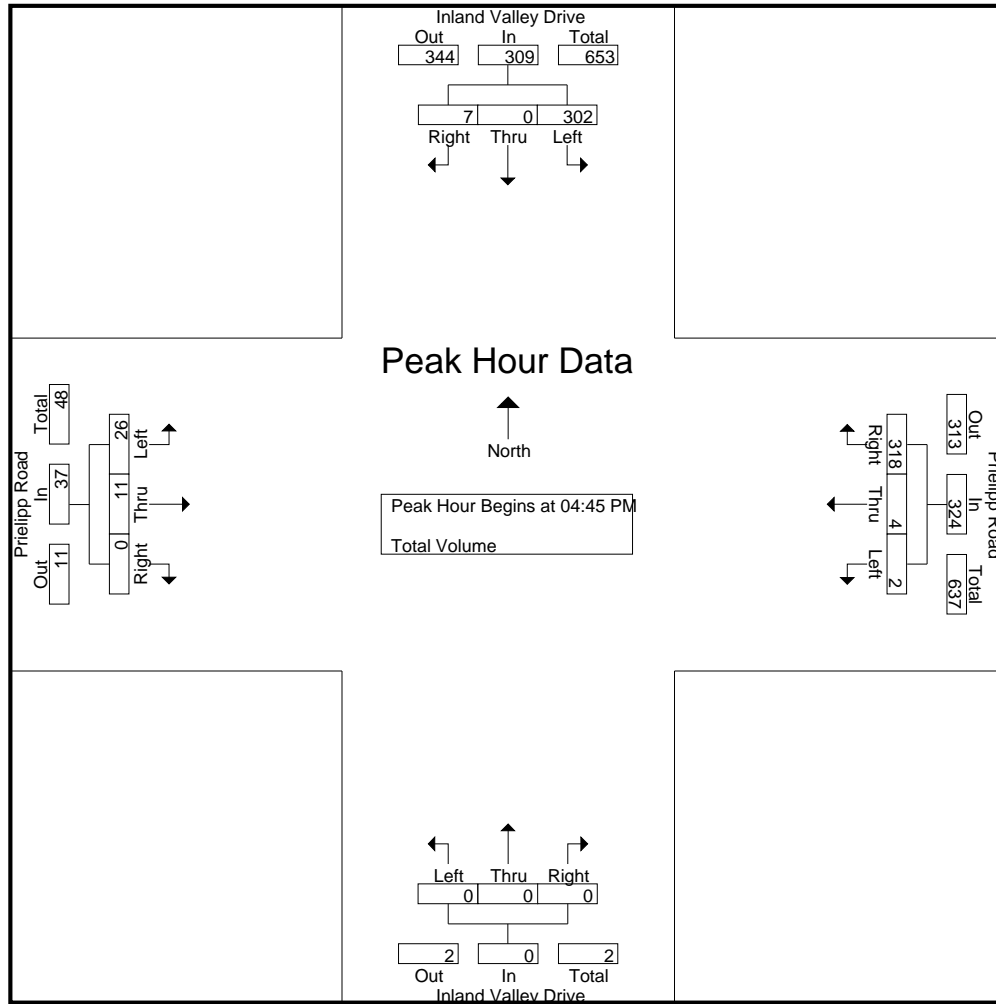 Inland Valley Drive
Out In Total
344 309 653
7 0 302
Right Thru Left
Peak Hour Data
North
Peak Hour Begins at 04:45 PM
Total Volume
Prielipp Road
Total In Out
48 37 11
26 11 0
Left Thru Right
Prielipp Road
Out In Total
313 324 637
318 4 2
Right Thru Left
Left Thru Right
0 0 0
2 0 2
Out In Total
Inland Valley Drive